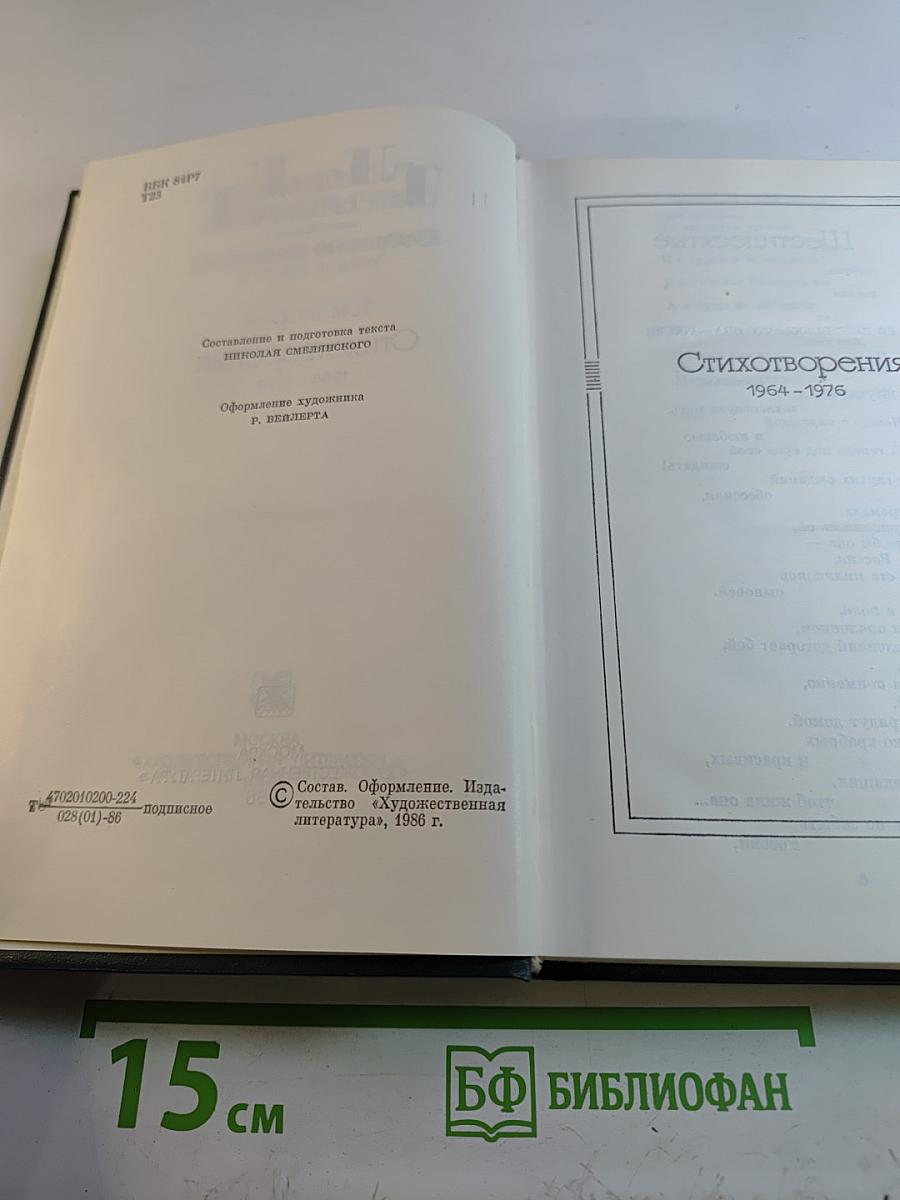 ББК 84Р7
Т23
Составление и подготовка текста
НИКОЛАЯ СМЕЛЯНСКОГО
Оформление художника
Р. ВЕЙЛЕРТА
Т 4702010200-224
028(01)-86
подписное
© Состав. Оформление. Изда-
тельство «Художественная
литература», 1986 г.
Стихотворения
1964–1976
15 см
БФ БИБЛИОФАН